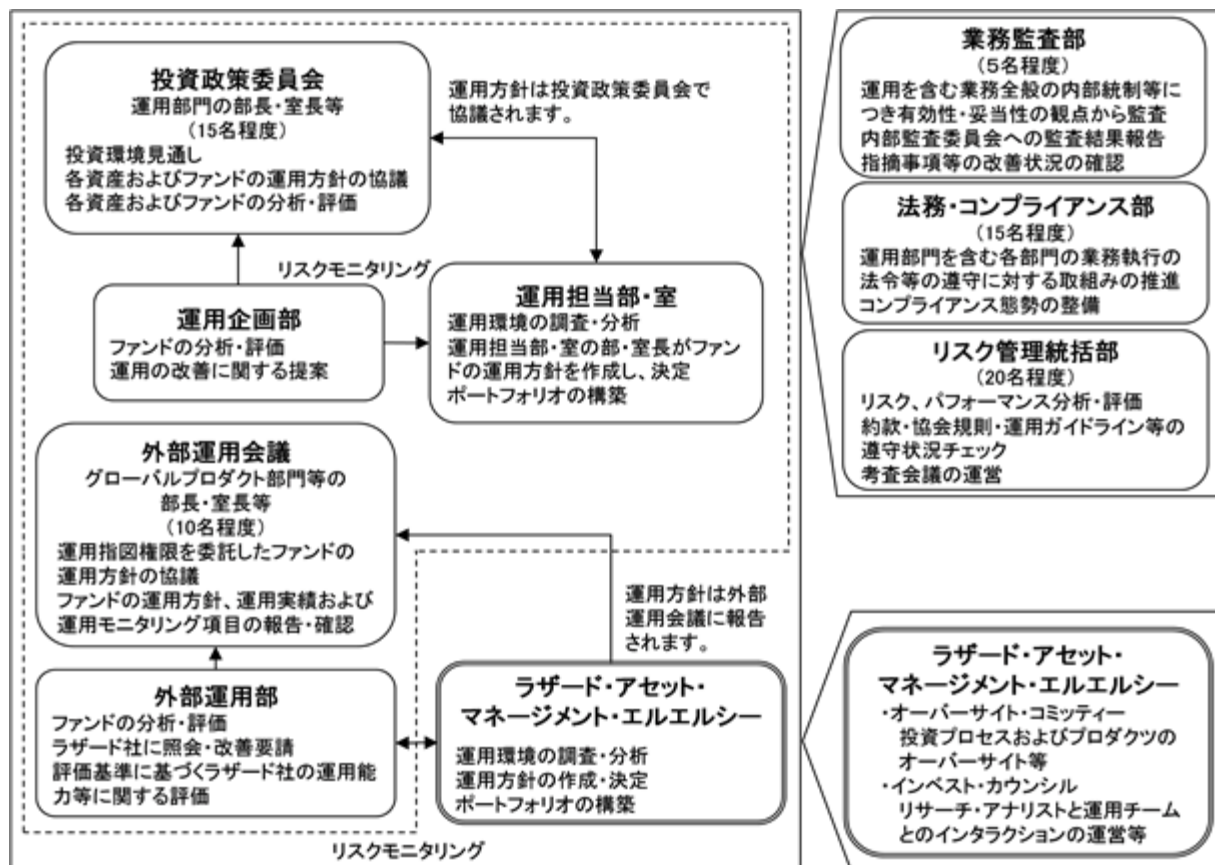 投資政策委員会
運用部門の部長・室長等
(15名程度)
投資環境見通し
各資産およびファンドの運用方針の協議
各資産およびファンドの分析・評価
運用方針は投資政策委員会で
協議されます。
リスクモニタリング
運用企画部
ファンドの分析・評価
運用の改善に関する提案
運用担当部・室
運用環境の調査・分析
運用担当部・室の部・室長がファン
ドの運用方針を作成し、決定
ポートフォリオの構築
外部運用会議
グローバルプロダクト部門等の
部長・室長等
(10名程度)
運用指図権限を委託したファンドの
運用方針の協議
ファンドの運用方針、運用実績および
運用モニタリング項目の報告・確認
運用方針は外部
運用会議に報告
されます。
外部運用部
ファンドの分析・評価
ラザード社に照会・改善要請
評価基準に基づくラザード社の運用能
力等に関する評価
ラザード・アセット・
マネージメント・エルエルシー
運用環境の調査・分析
運用方針の作成・決定
ポートフォリオの構築
リスクモニタリング
業務監査部
(5名程度)
運用を含む業務全般の内部統制等に
つき有効性・妥当性の観点から監査
内部監査委員会への監査結果報告
指摘事項等の改善状況の確認
法務・コンプライアンス部
(15名程度)
運用部門を含む各部門の業務執行の
法令等の遵守に対する取組みの推進
コンプライアンス態勢の整備
リスク管理統括部
(20名程度)
リスク、パフォーマンス分析・評価
約款・協会規則・運用ガイドライン等の
遵守状況チェック
考査会議の運営
ラザード・アセット・
マネージメント・エルエルシー
・オーバーサイト・コミッティー
投資プロセスおよびプロダクツの
オーバーサイト等
・インベスト・カウンシル
リサーチ・アナリストと運用チーム
とのインタラクションの運営等